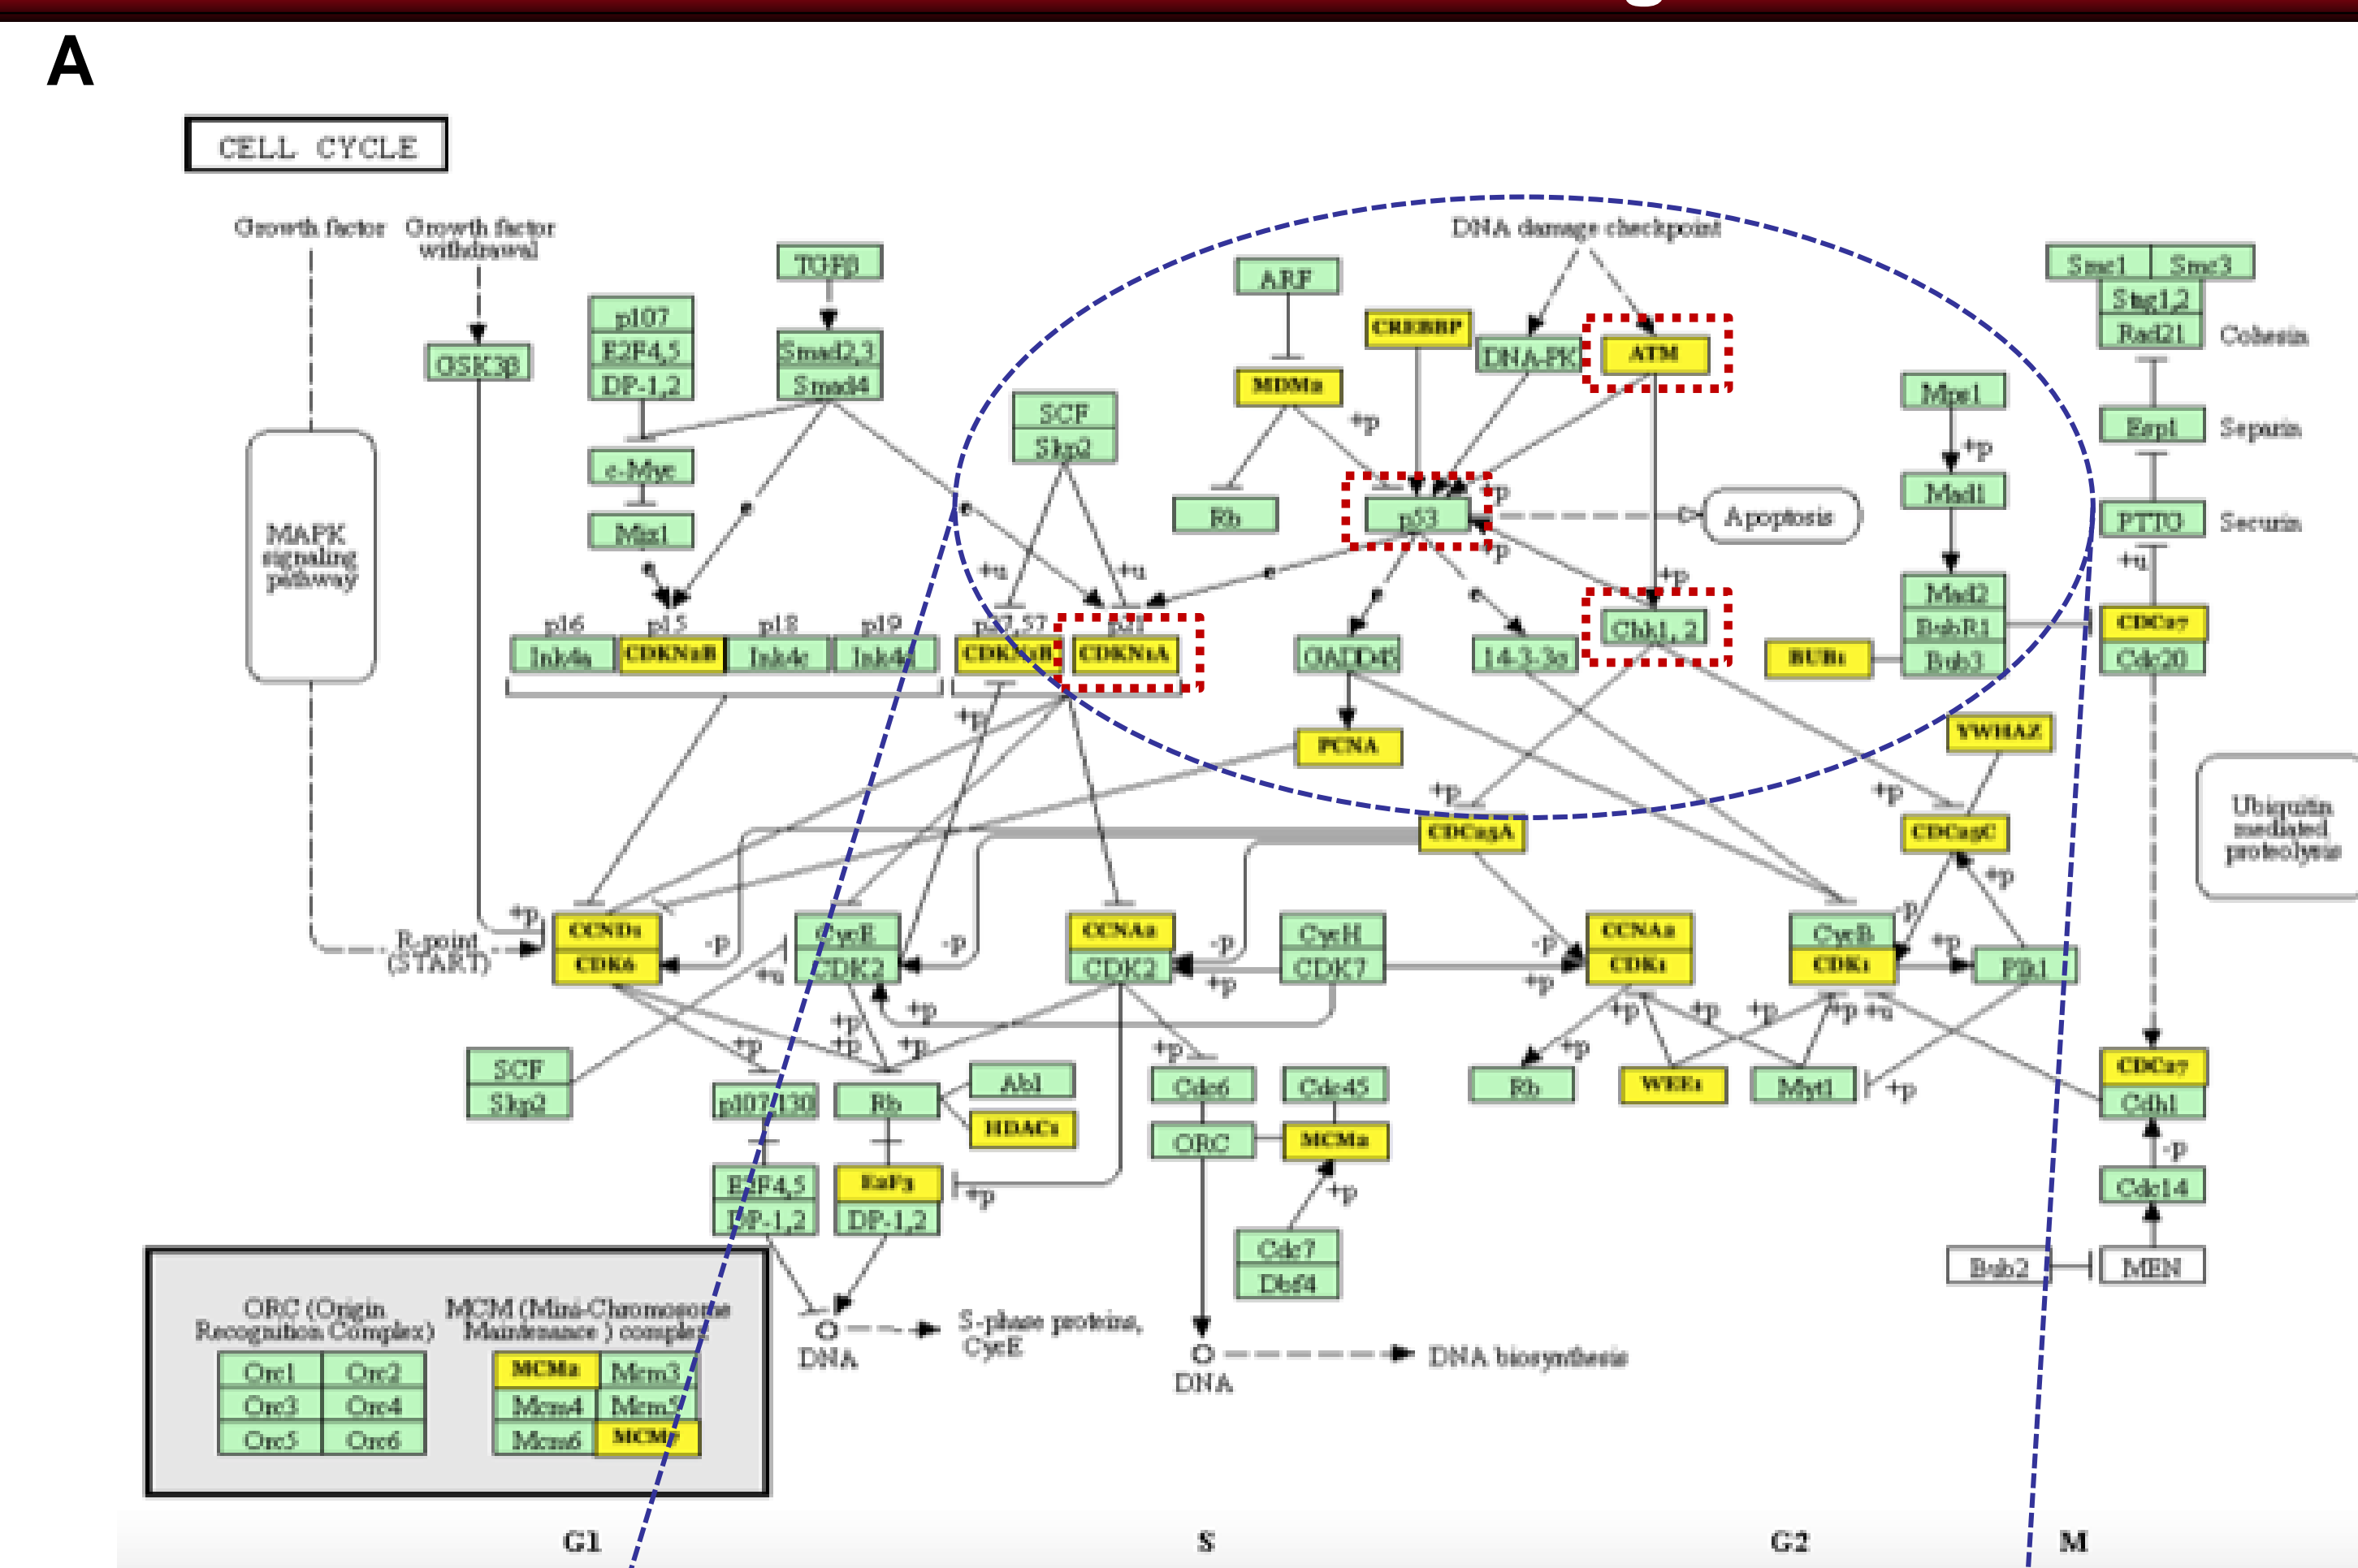 A
CELL CYCLE
Growth factor
Growth factor
withdrawal
DNA damage checkpoint
TGFβ
ARF
Smc1
Smc3
Stag1,2
Rad21
Cohesin
p107
E2F4,5
DP-1,2
Smad2,3
Smad4
GSK3β
CREBBP
DNA-PK
ATM
MDM2
+p
SCF
Skp2
Mps1
+p
Esp1
Separin
c-Myc
Miz1
Rb
p53
+p
+p
Apoptosis
Mad1
PTTG
Securin
+u
MAPK
signaling
pathway
e
e
e
e
e
e
+u
+u
+p
p16
p15
p18
p19
p27,57
p21
Ink4a
CDKN2B
Ink4c
Ink4d
CDKN1B
CDKN1A
GADD45
14-3-3σ
Chk1, 2
BUB1
Mad2
BubR1
Bub3
CDC27
Cdc20
+p
PCNA
YWHAZ
+p
+p
CDC25A
CDC25C
Ubiquitin
mediated
proteolysis
+p
R-point
(START)
+p
CCND1
CDK6
-p
+u
CycE
CDK2
-p
CCNA2
CDK2
-p
+p
CycH
CDK7
-p
+p
CCNA2
CDK1
CycB
CDK1
-p
+p
Plk1
+p
+p
+p
+p
+p
+p
+p
+p
+p
+u
SCF
Skp2
p107,130
Rb
Abl
HDAC1
+p
Cdc6
Cdc45
ORC
MCM2
Rb
+p
WEE1
Myt1
+p
CDC27
Cdh1
-p
E2F4,5
DP-1,2
E2F3
DP-1,2
+p
+p
Cdc7
Dbf4
Cdc14
Bub2
MEN
ORC (Origin
Recognition Complex)
MCM (Mini-Chromosome
Maintenance ) complex
Orc1
Orc2
Orc3
Orc4
Orc5
Orc6
MCM2
Mcm3
Mcm4
Mcm5
Mcm6
MCM7
DNA
S-phase proteins,
CycE
DNA
DNA biosynthesis
G1
S
G2
M